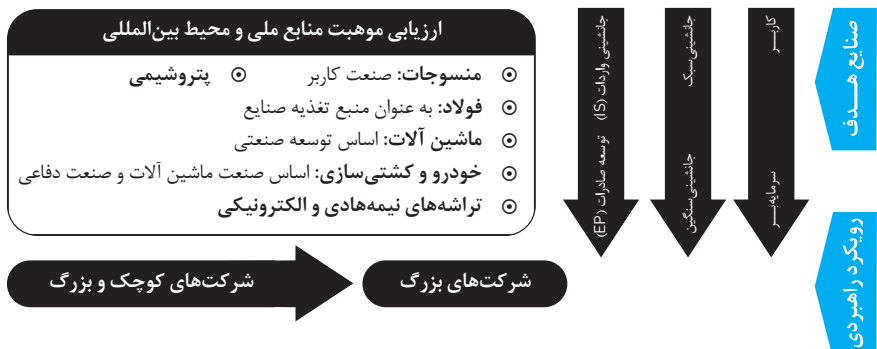 صنایع هـــدف
رویکرد راهبردی
کاربـــر
سرمایه‌بـــر
جانشینی‌سبک
جانشینی‌سنگین
جانشینی واردات (IS)
توسعه صادرات (EP)
ارزیابی موهبت منابع ملی و محیط بین‌المللی
⦿ منسوجات: صنعت کاربر ⦿ پتروشیمی
⦿ فولاد: به عنوان منبع تغذیه صنایع
⦿ ماشین آلات: اساس توسعه صنعتی
⦿ خودرو و کشتی‌سازی: اساس صنعت ماشین آلات و صنعت دفاعی
⦿ تراشه‌های نیمه‌هادی و الکترونیکی
شرکت‌های بزرگ
شرکت‌های کوچک و بزرگ